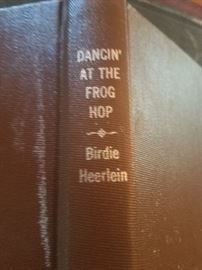 DANCIN'
AT THE
FROG
HOP
Birdie
Heerlein